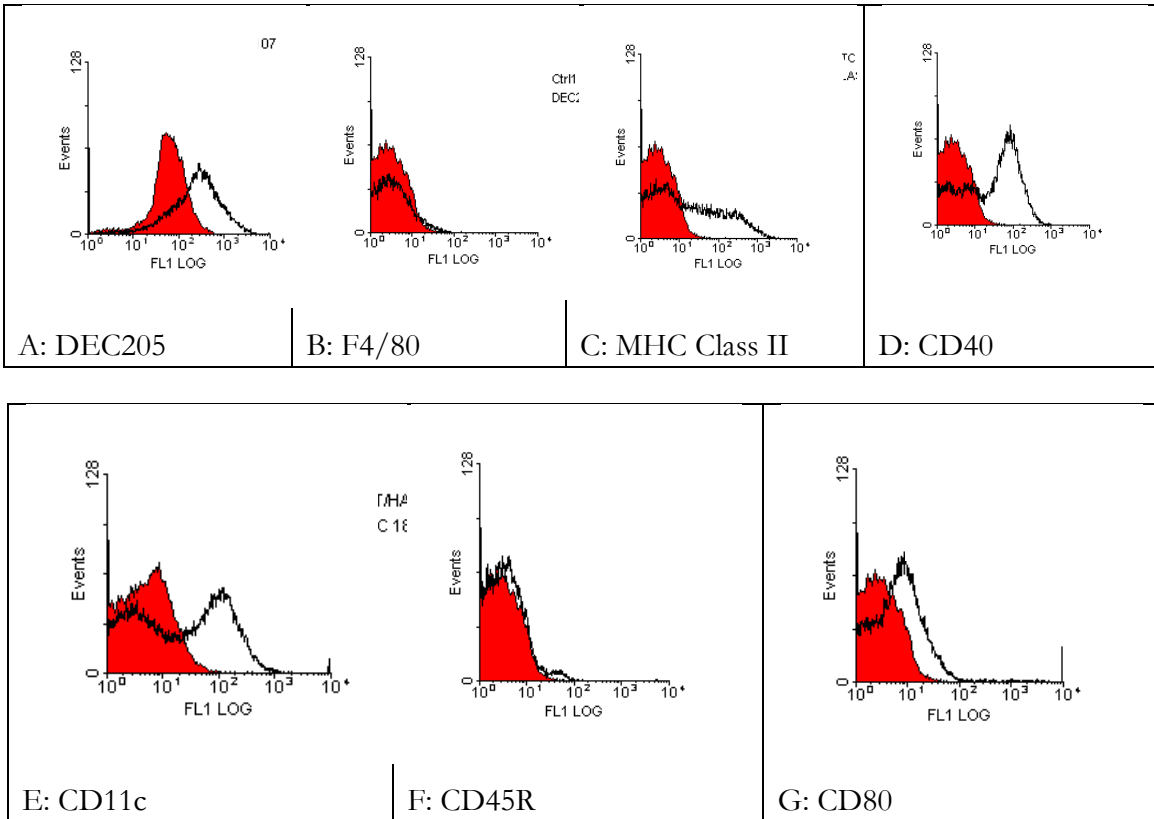 07
128
Events
0
10⁰ 10¹ 10² 10³ 10⁴
FL1 LOG
A: DEC205
128
Events
0
10⁰ 10¹ 10² 10³ 10⁴
FL1 LOG
Ctrl1
DEC2
B: F4/80
128
Events
0
10⁰ 10¹ 10² 10³ 10⁴
FL1 LOG
C: MHC Class II
128
Events
0
10⁰ 10¹ 10² 10³ 10⁴
FL1 LOG
D: CD40
128
Events
0
10⁰ 10¹ 10² 10³ 10⁴
FL1 LOG
C 18
E: CD11c
128
Events
0
10⁰ 10¹ 10² 10³ 10⁴
FL1 LOG
F: CD45R
128
Events
0
10⁰ 10¹ 10² 10³ 10⁴
FL1 LOG
G: CD80